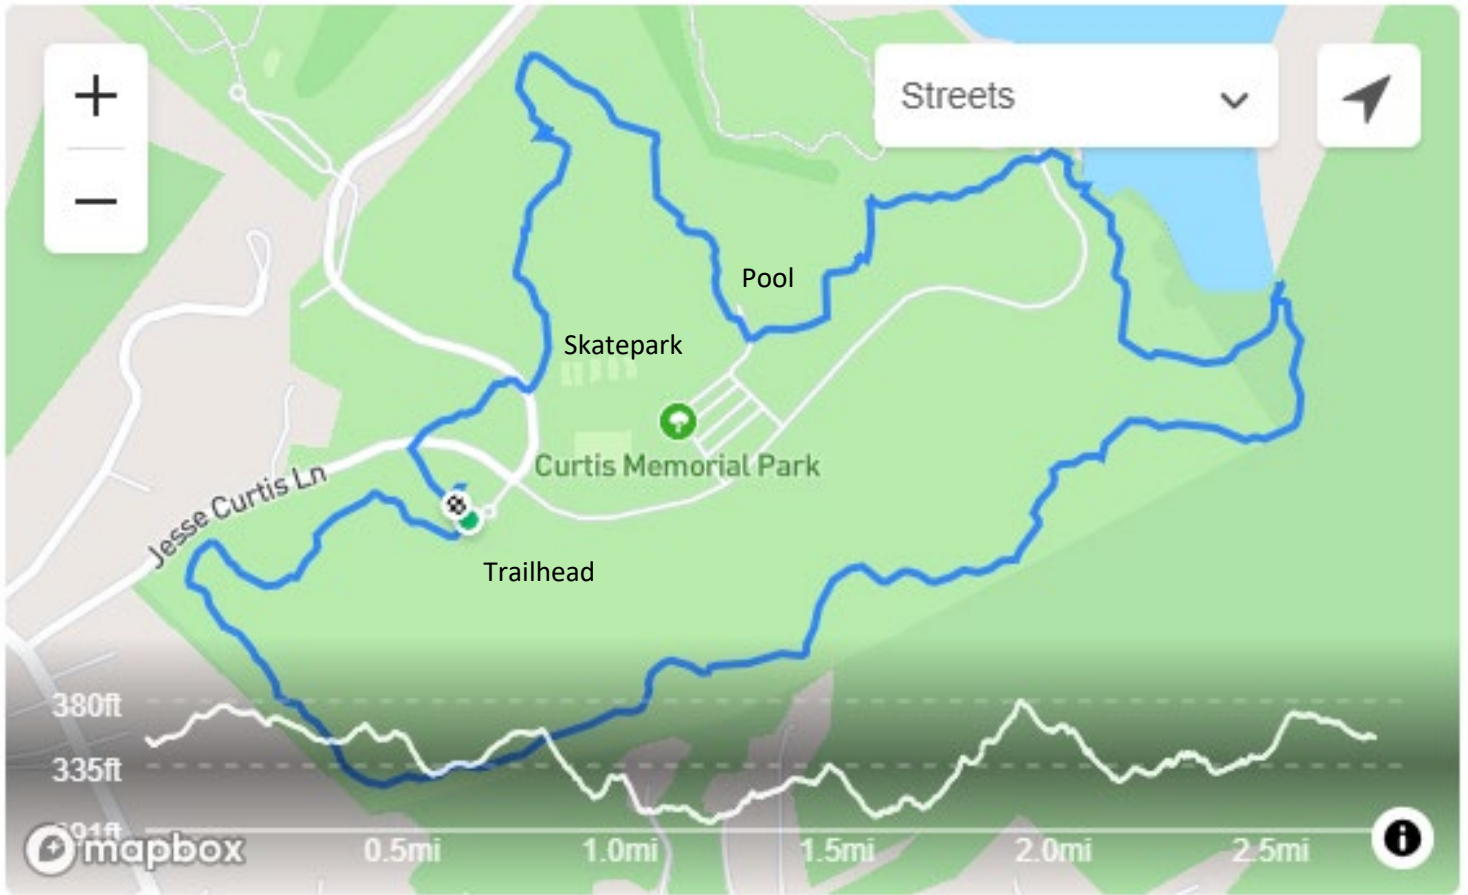 +
Streets
−
Pool
Skatepark
Curtis Memorial Park
Jesse Curtis Ln
Trailhead
380ft
335ft
mapbox
0.5mi 1.0mi 1.5mi 2.0mi 2.5mi
i